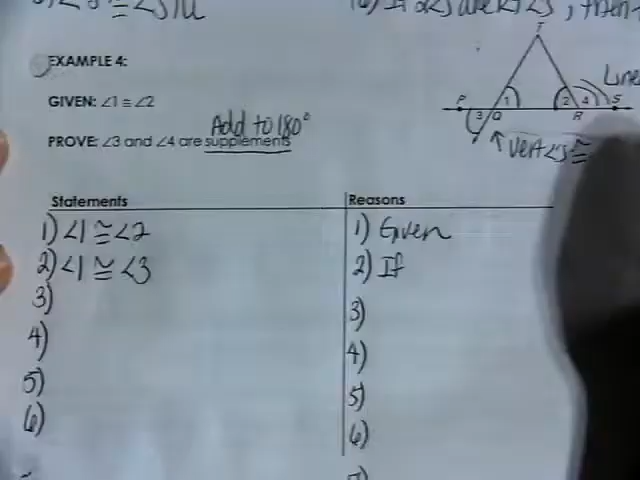 EXAMPLE 4:
GIVEN: ∠1 ≅ ∠2
Add to 180°
PROVE: ∠3 and ∠4 are supplements
T
Line
P
3
Q
1
2
4
R
S
Vert ∠s ≅
Statements
Reasons
1) ∠1 ≅ ∠2
1) Given
2) ∠1 ≅ ∠3
2) If
3)
3)
4)
4)
5)
5)
6)
6)